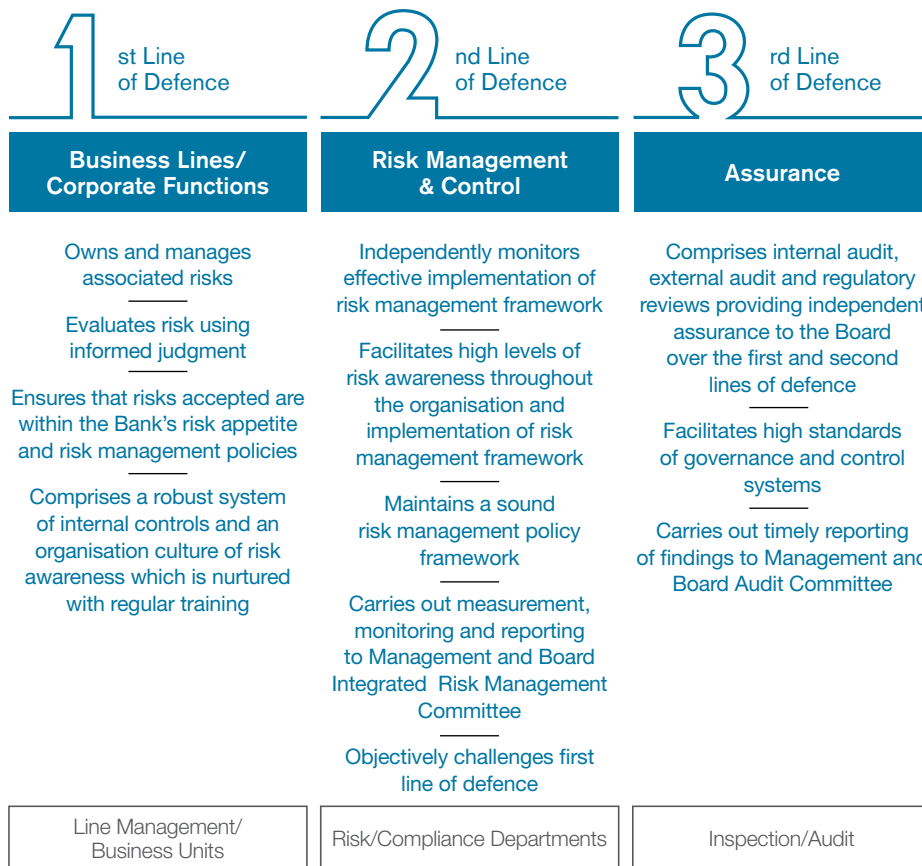 1
st Line
of Defence
Business Lines/
Corporate Functions
Owns and manages
associated risks
Evaluates risk using
informed judgment
Ensures that risks accepted are
within the Bank's risk appetite
and risk management policies
Comprises a robust system
of internal controls and an
organisation culture of risk
awareness which is nurtured
with regular training
Line Management/
Business Units
2
nd Line
of Defence
Risk Management
& Control
Independently monitors
effective implementation of
risk management framework
Facilitates high levels of
risk awareness throughout
the organisation and
implementation of risk
management framework
Maintains a sound
risk management policy
framework
Carries out measurement,
monitoring and reporting
to Management and Board
Integrated Risk Management
Committee
Objectively challenges first
line of defence
Risk/Compliance Departments
3
rd Line
of Defence
Assurance
Comprises internal audit,
external audit and regulatory
reviews providing independent
assurance to the Board
over the first and second
lines of defence
Facilitates high standards
of governance and control
systems
Carries out timely reporting
of findings to Management and
Board Audit Committee
Inspection/Audit